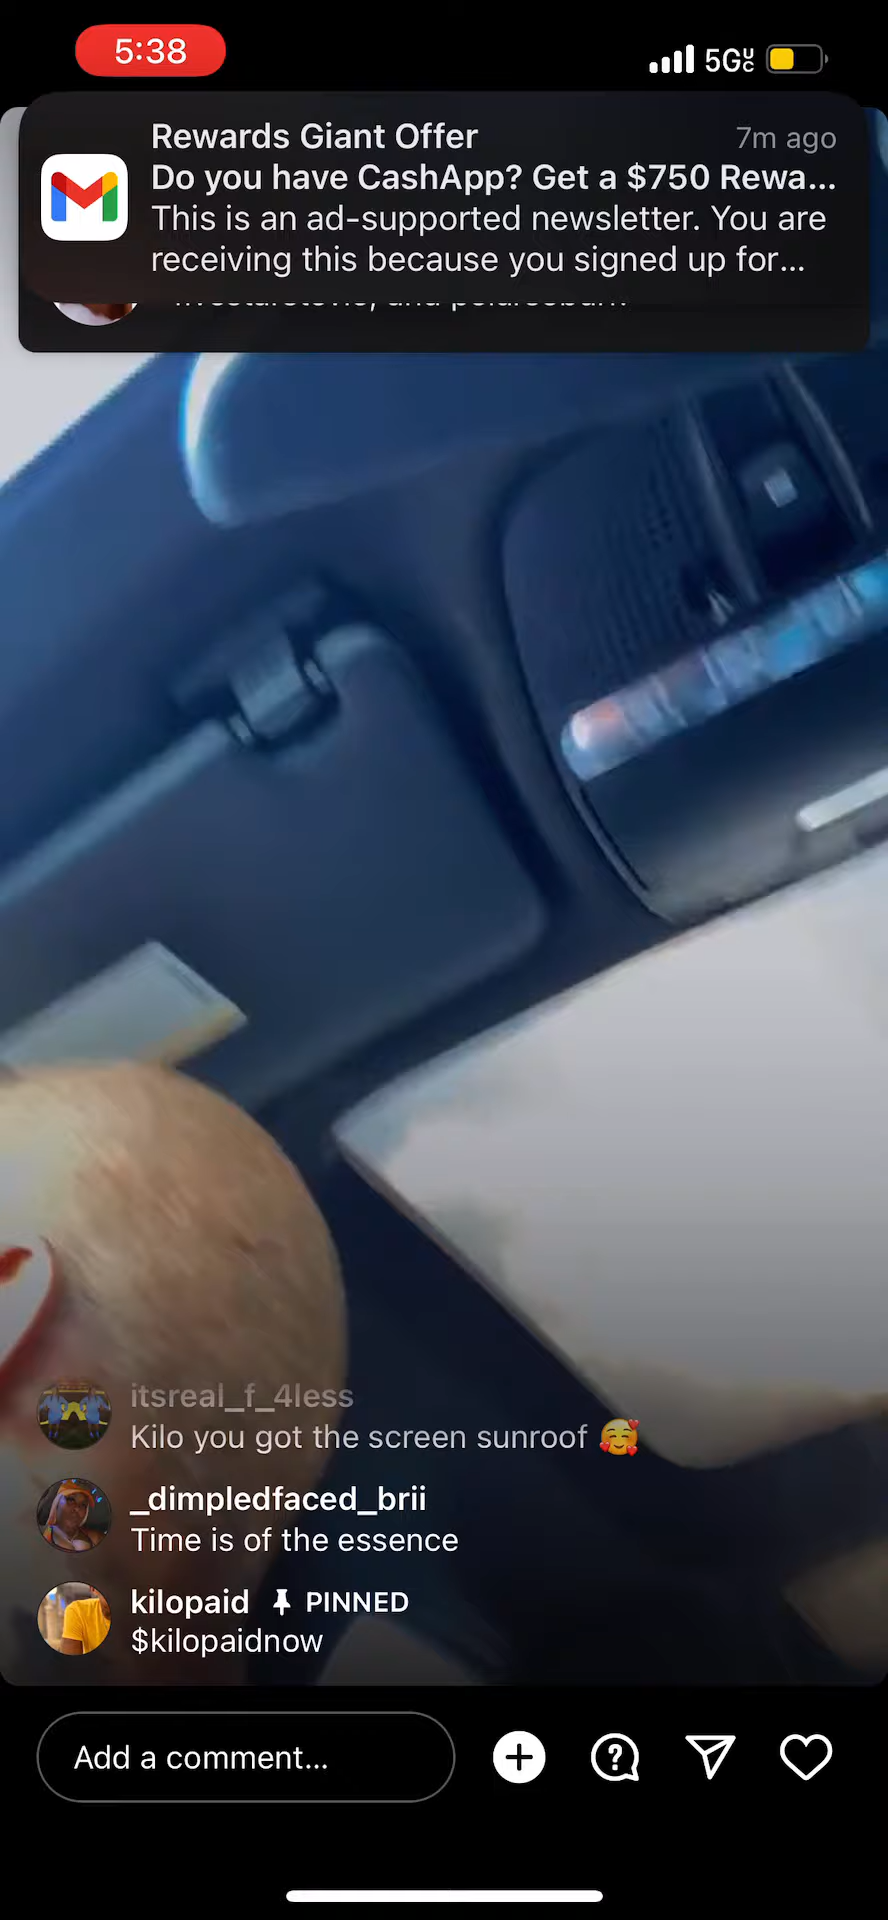 5:38
5GUC
Rewards Giant Offer
7m ago
Do you have CashApp? Get a $750 Rewa...
This is an ad-supported newsletter. You are
receiving this because you signed up for...
itsreal_f_4less
Kilo you got the screen sunroof 🥰
_dimpledfaced_brii
Time is of the essence
kilopaid PINNED
$kilopaidnow
Add a comment...